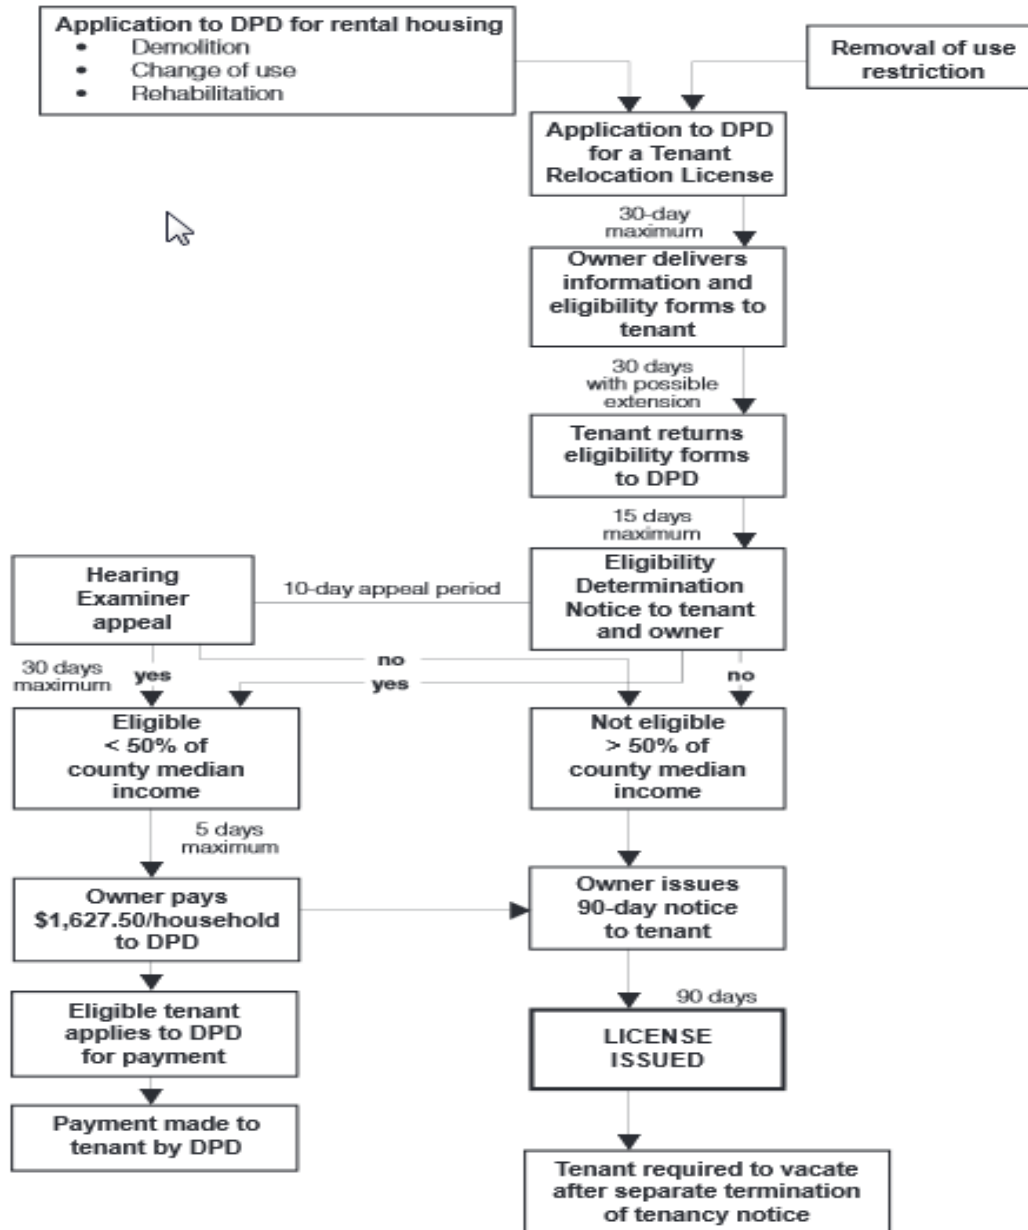 Application to DPD for rental housing
• Demolition
• Change of use
• Rehabilitation
Removal of use
restriction
Application to DPD
for a Tenant
Relocation License
30-day
maximum
Owner delivers
information and
eligibility forms to
tenant
30 days
with possible
extension
Tenant returns
eligibility forms
to DPD
15 days
maximum
Eligibility
Determination
Notice to tenant
and owner
10-day appeal period
Hearing
Examiner
appeal
30 days
maximum
yes
no
yes
no
Eligible
< 50% of
county median
income
Not eligible
> 50% of
county median
income
5 days
maximum
Owner pays
$1,627.50/household
to DPD
Owner issues
90-day notice
to tenant
90 days
Eligible tenant
applies to DPD
for payment
LICENSE
ISSUED
Payment made to
tenant by DPD
Tenant required to vacate
after separate termination
of tenancy notice